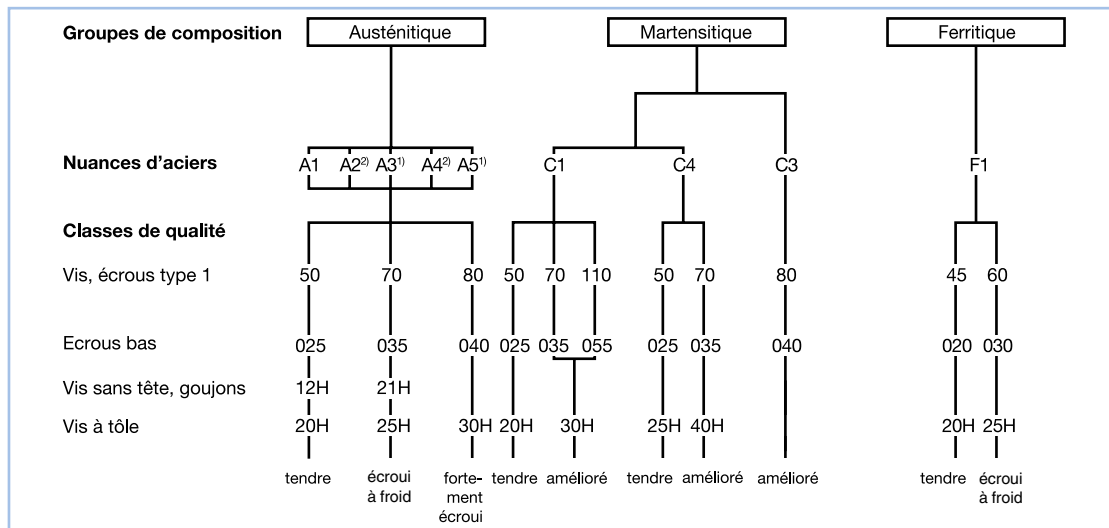 Groupes de composition Austénitique Martensitique Ferritique
Nuances d'aciers A1 A2²⁾ A3¹⁾ A4²⁾ A5¹⁾ C1 C4 C3 F1
Classes de qualité
Vis, écrous type 1 50 70 80 50 70 110 50 70 80 45 60
Ecrous bas 025 035 040 025 035 055 025 035 040 020 030
Vis sans tête, goujons 12H 21H
Vis à tôle 20H 25H 30H 20H 30H 25H 40H 20H 25H
tendre écroui forte- tendre amélioré tendre amélioré amélioré tendre écroui
à froid ment à froid
écroui